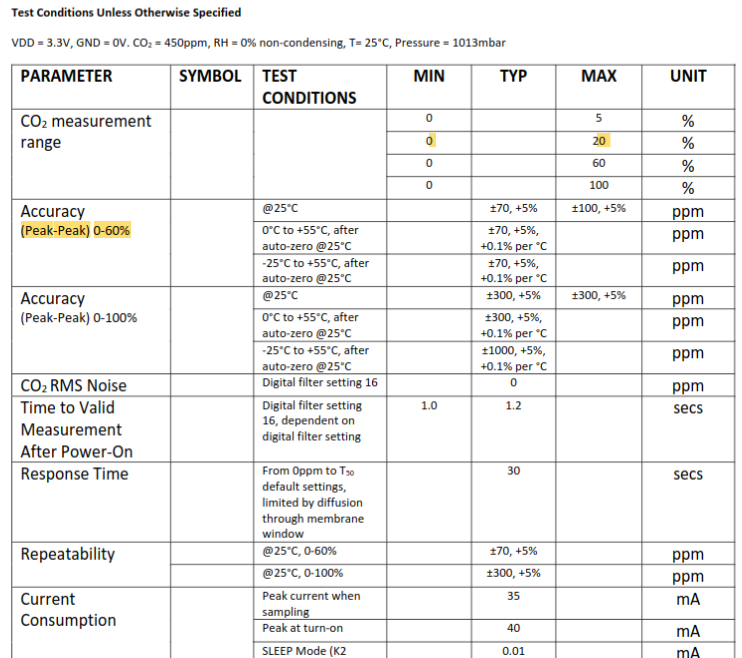 Test Conditions Unless Otherwise Specified
VDD = 3.3V, GND = 0V. CO₂ = 450ppm, RH = 0% non-condensing, T= 25°C, Pressure = 1013mbar
PARAMETER SYMBOL TEST CONDITIONS MIN TYP MAX UNIT
CO₂ measurement range 0 5 %
0 20 %
0 60 %
0 100 %
Accuracy (Peak-Peak) 0-60% @25°C ±70, +5% ±100, +5% ppm
0°C to +55°C, after auto-zero @25°C ±70, +5%, +0.1% per °C ppm
-25°C to +55°C, after auto-zero @25°C ±70, +5%, +0.1% per °C ppm
Accuracy (Peak-Peak) 0-100% @25°C ±300, +5% ±300, +5% ppm
0°C to +55°C, after auto-zero @25°C ±300, +5%, +0.1% per °C ppm
-25°C to +55°C, after auto-zero @25°C ±1000, +5%, +0.1% per °C ppm
CO₂ RMS Noise Digital filter setting 16 0 ppm
Time to Valid Measurement After Power-On Digital filter setting 16, dependent on digital filter setting 1.0 1.2 secs
Response Time From 0ppm to T₉₀ default settings, limited by diffusion through membrane window 30 secs
Repeatability @25°C, 0-60% ±70, +5% ppm
@25°C, 0-100% ±300, +5% ppm
Current Consumption Peak current when sampling 35 mA
Peak at turn-on 40 mA
SLEEP Mode (K2 0.01 mA